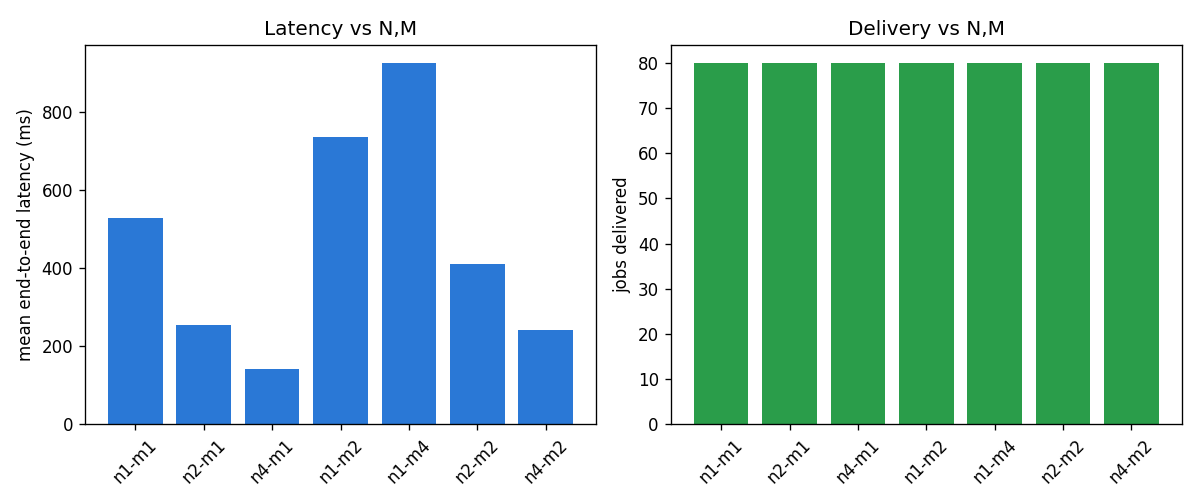 Latency vs N,M
mean end-to-end latency (ms)
800
600
400
200
0
n1-m1
n2-m1
n4-m1
n1-m2
n1-m4
n2-m2
n4-m2
Delivery vs N,M
jobs delivered
80
70
60
50
40
30
20
10
0
n1-m1
n2-m1
n4-m1
n1-m2
n1-m4
n2-m2
n4-m2